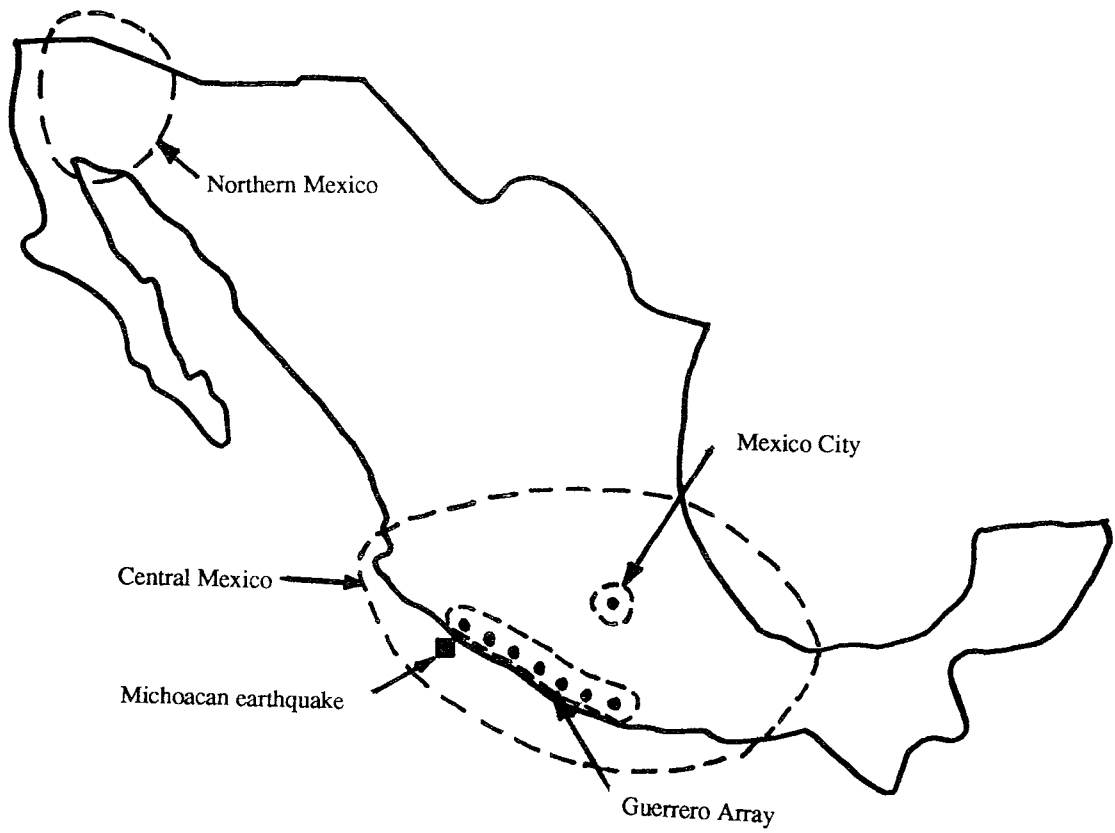 Northern Mexico
Mexico City
Central Mexico
Michoacan earthquake
Guerrero Array